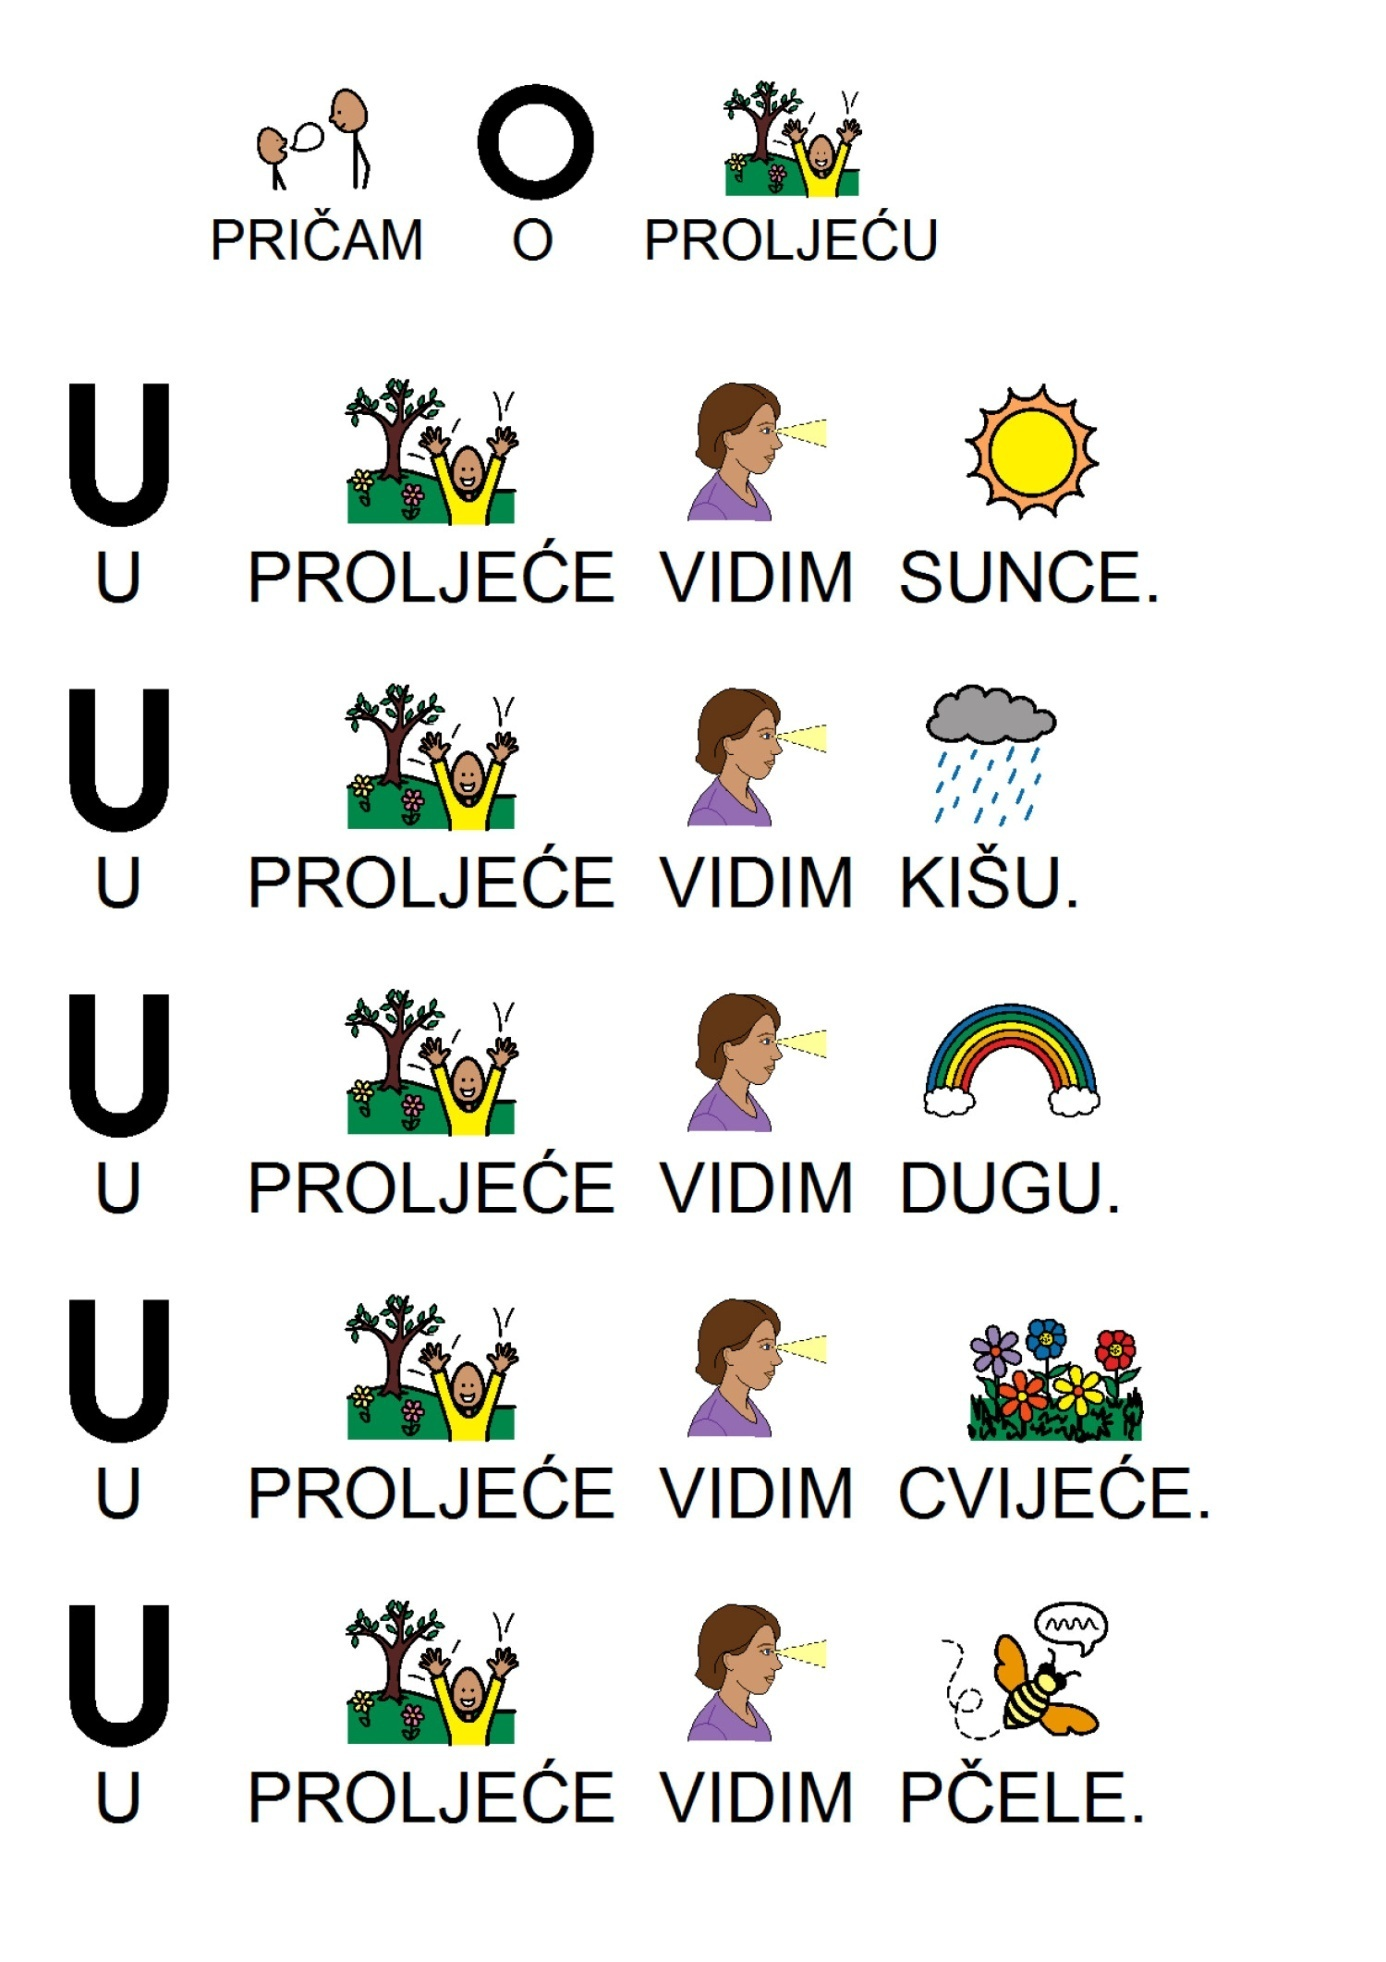 O
PRIČAM O PROLJEĆU
U
U PROLJEĆE VIDIM SUNCE.
U
U PROLJEĆE VIDIM KIŠU.
U
U PROLJEĆE VIDIM DUGU.
U
U PROLJEĆE VIDIM CVIJEĆE.
U
U PROLJEĆE VIDIM PČELE.